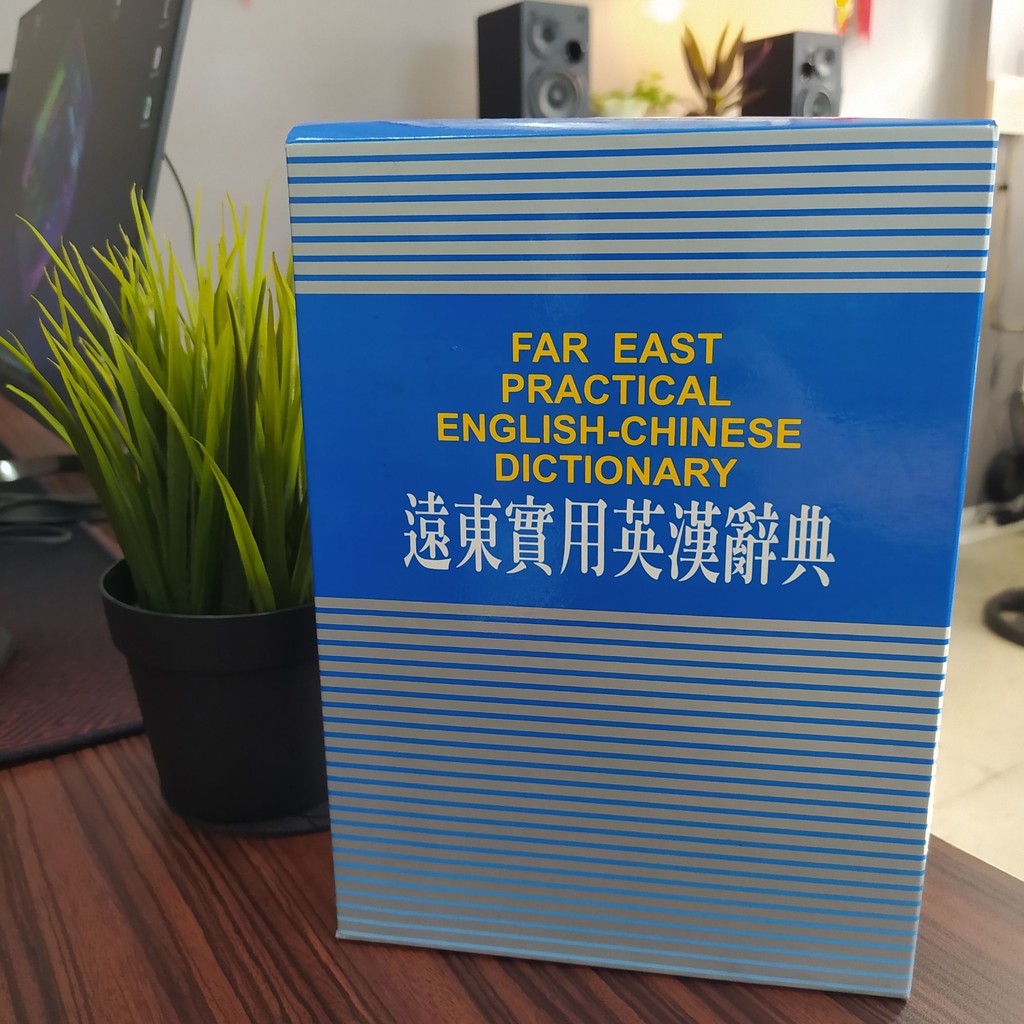 FAR EAST
PRACTICAL
ENGLISH-CHINESE
DICTIONARY
遠東實用英漢辭典